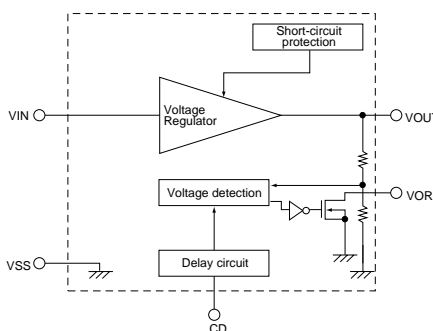 Short-circuit
protection
Voltage
Regulator
VIN
VOUT
Voltage detection
VOR
VSS
Delay circuit
CD